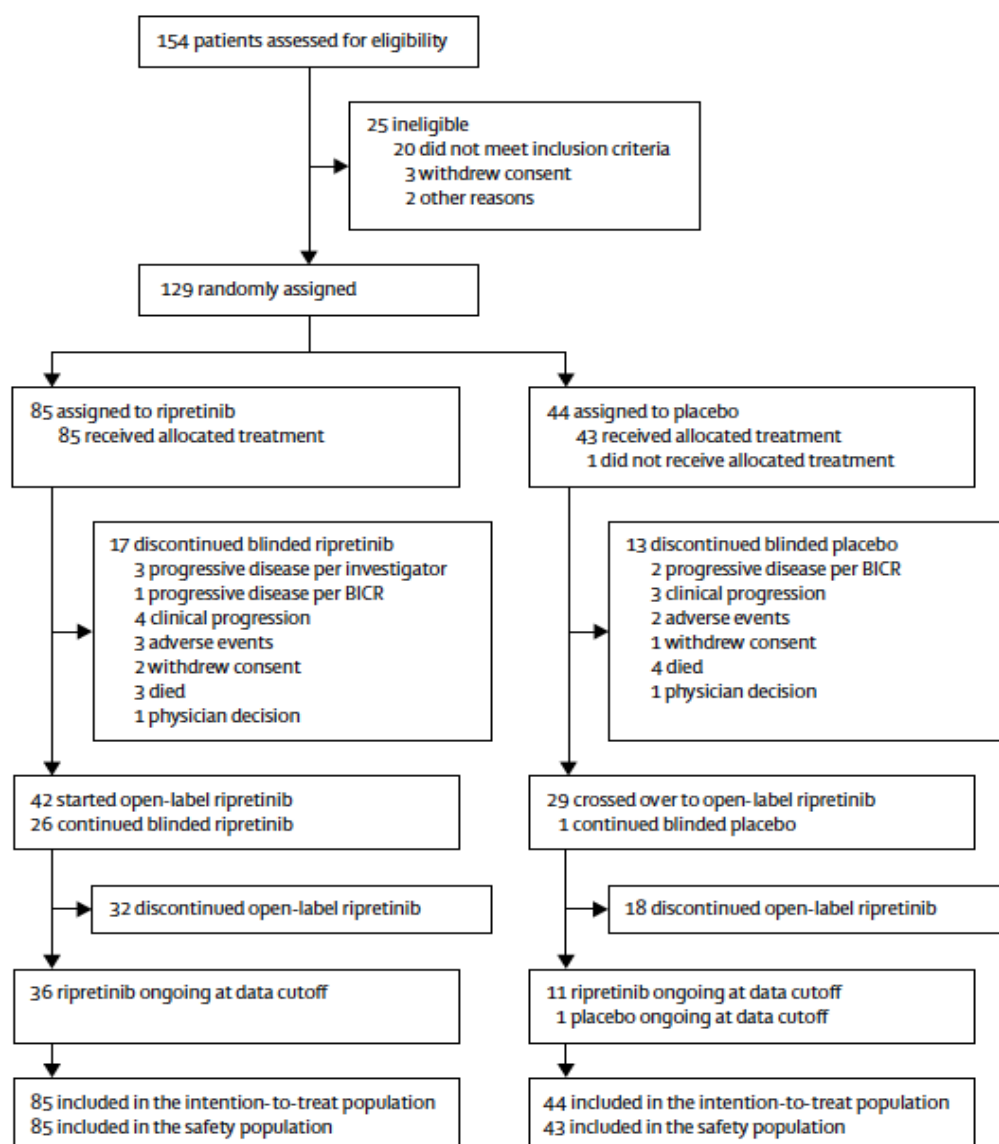 154 patients assessed for eligibility
25 ineligible
20 did not meet inclusion criteria
3 withdrew consent
2 other reasons
129 randomly assigned
85 assigned to ripretinib
85 received allocated treatment
44 assigned to placebo
43 received allocated treatment
1 did not receive allocated treatment
17 discontinued blinded ripretinib
3 progressive disease per investigator
1 progressive disease per BICR
4 clinical progression
3 adverse events
2 withdrew consent
3 died
1 physician decision
13 discontinued blinded placebo
2 progressive disease per BICR
3 clinical progression
2 adverse events
1 withdrew consent
4 died
1 physician decision
42 started open-label ripretinib
26 continued blinded ripretinib
29 crossed over to open-label ripretinib
1 continued blinded placebo
32 discontinued open-label ripretinib
18 discontinued open-label ripretinib
36 ripretinib ongoing at data cutoff
11 ripretinib ongoing at data cutoff
1 placebo ongoing at data cutoff
85 included in the intention-to-treat population
85 included in the safety population
44 included in the intention-to-treat population
43 included in the safety population